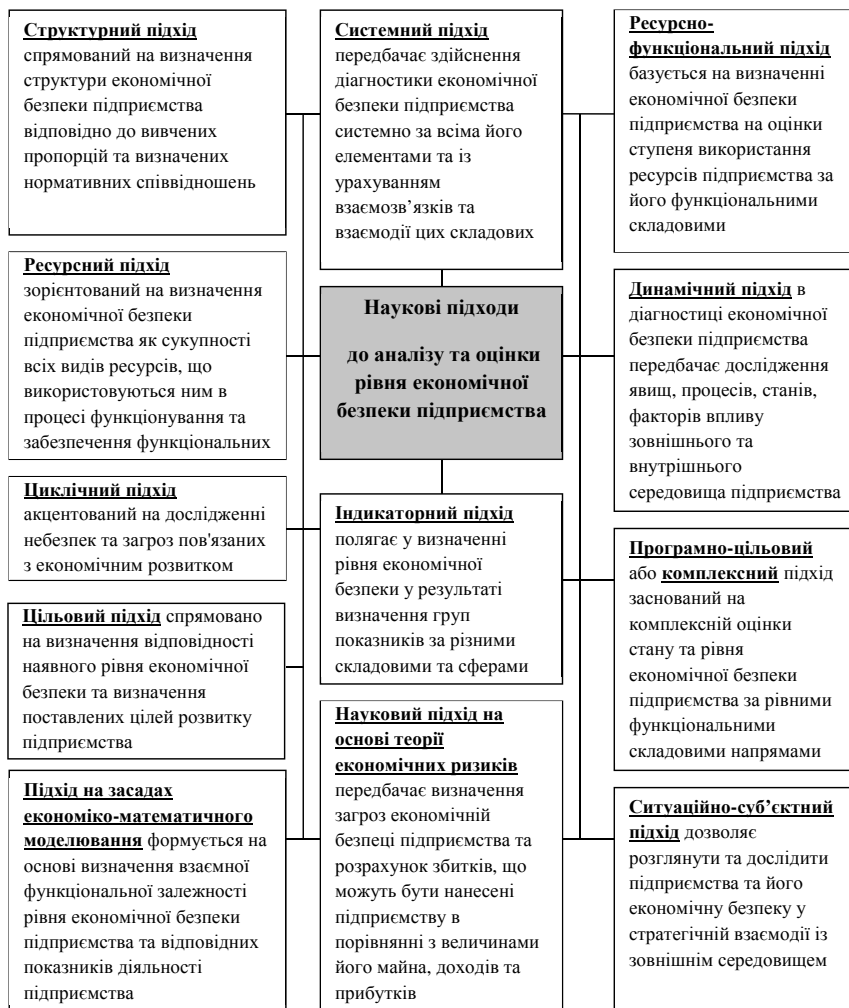 Структурний підхід
спрямований на визначення
структури економічної
безпеки підприємства
відповідно до вивчених
пропорцій та визначених
нормативних співвідношень
Ресурсний підхід
зорієнтований на визначення
економічної безпеки
підприємства як сукупності
всіх видів ресурсів, що
використовуються ним в
процесі функціонування та
забезпечення функціональних
Циклічний підхід
акцентований на дослідженні
небезпек та загроз пов'язаних
з економічним розвитком
Цільовий підхід спрямовано
на визначення відповідності
наявного рівня економічної
безпеки та визначення
поставлених цілей розвитку
підприємства
Підхід на засадах
економіко-математичного
моделювання формується на
основі визначення взаємної
функціональної залежності
рівня економічної безпеки
підприємства та відповідних
показників діяльності
підприємства
Системний підхід
передбачає здійснення
діагностики економічної
безпеки підприємства
системно за всіма його
елементами та із
урахуванням
взаємозв’язків та
взаємодії цих складових
Наукові підходи
до аналізу та оцінки
рівня економічної
безпеки підприємства
Індикаторний підхід
полягає у визначенні
рівня економічної
безпеки у результаті
визначення груп
показників за різними
складовими та сферами
Науковий підхід на
основі теорії
економічних ризиків
передбачає визначення
загроз економічній
безпеці підприємства та
розрахунок збитків, що
можуть бути нанесені
підприємству в
порівнянні з величинами
його майна, доходів та
прибутків
Ресурсно-
функціональний підхід
базується на визначенні
економічної безпеки
підприємства на оцінки
ступеня використання
ресурсів підприємства за
його функціональними
складовими
Динамічний підхід в
діагностиці економічної
безпеки підприємства
передбачає дослідження
явищ, процесів, станів,
факторів впливу
зовнішнього та
внутрішнього
середовища підприємства
Програмно-цільовий
або комплексний підхід
заснований на
комплексній оцінки
стану та рівня
економічної безпеки
підприємства за рівними
функціональними
складовими напрямами
Ситуаційно-суб’єктний
підхід дозволяє
розглянути та дослідити
підприємства та його
економічну безпеку у
стратегічній взаємодії із
зовнішнім середовищем